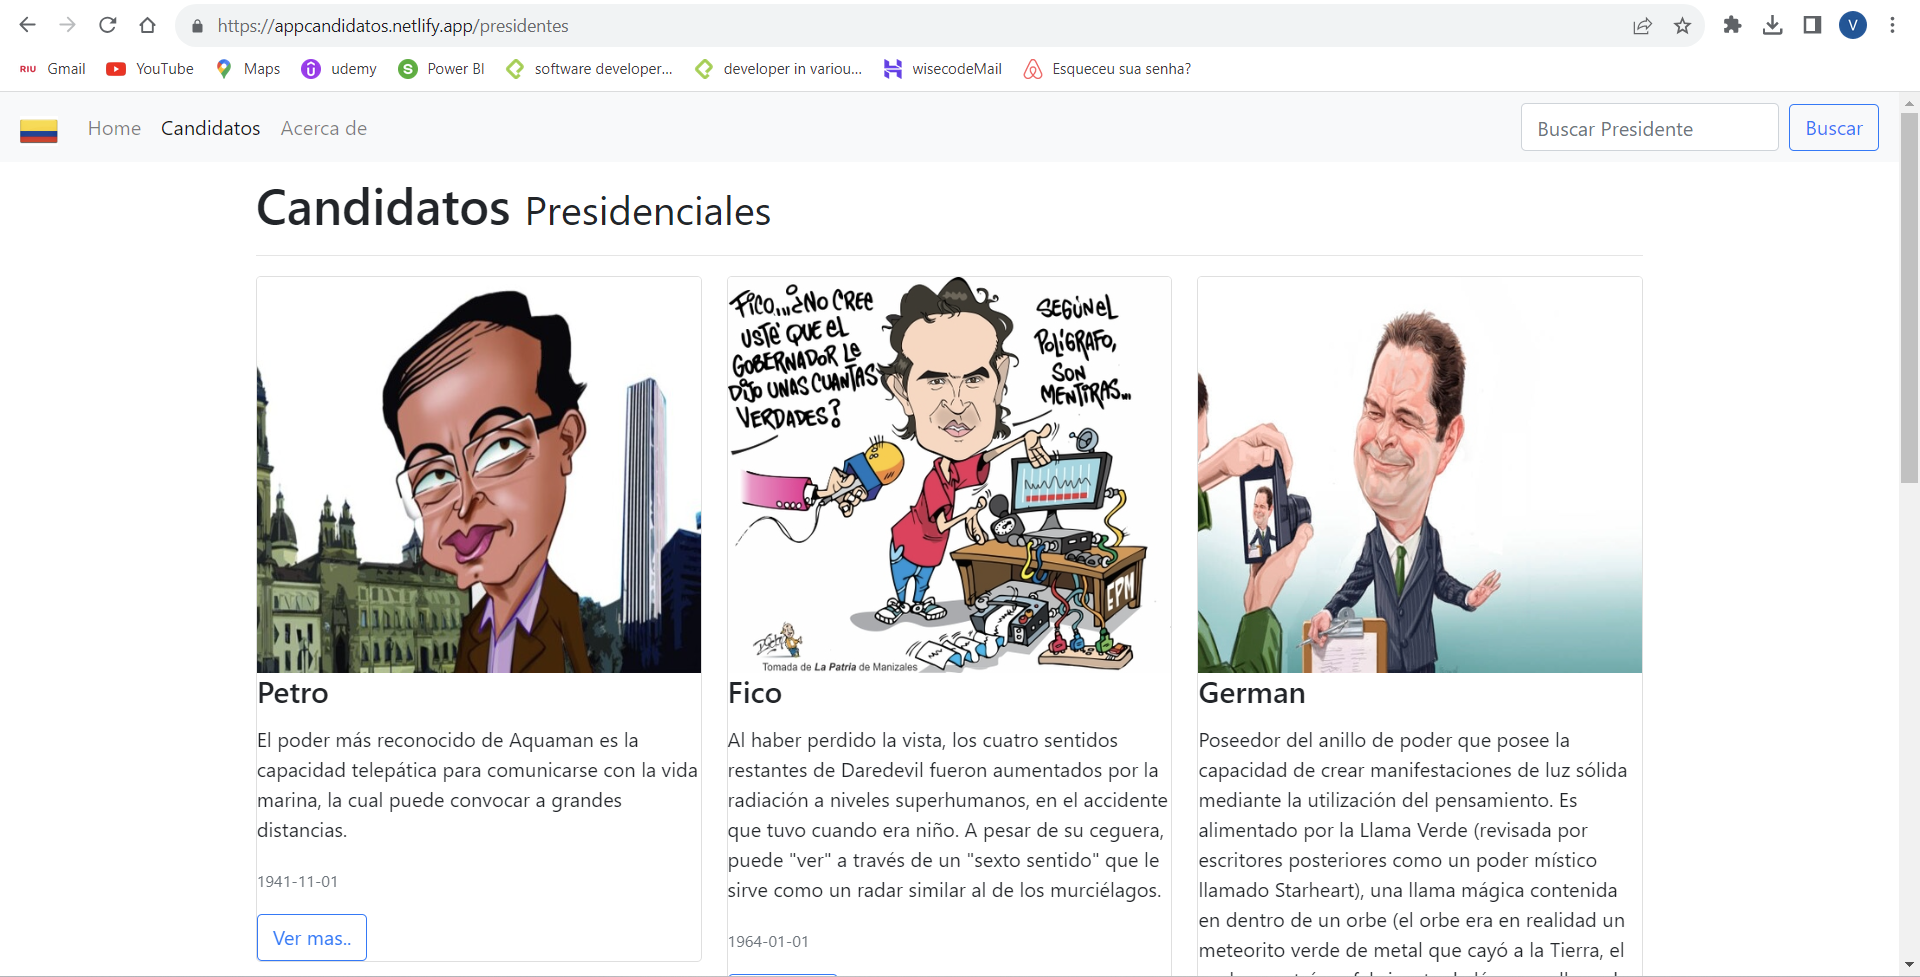 https://appcandidatos.netlify.app/presidentes
V
Gmail
YouTube
Maps
udemy
Power BI
software developer...
developer in variou...
wisecodeMail
Esqueceu sua senha?
Home
Candidatos
Acerca de
Buscar Presidente
Buscar
Candidatos Presidenciales
FICO,...¿NO CREE
USTE' QUE EL
GOBERNADOR LE
DIJO UNAS CUANTAS
VERDADES?
SEGÚN EL
POLÍGRAFO,
SON
MENTIRAS...
EPM
Tomada de La Patria de Manizales
Petro
El poder más reconocido de Aquaman es la
capacidad telepática para comunicarse con la vida
marina, la cual puede convocar a grandes
distancias.
1941-11-01
Ver mas..
Fico
Al haber perdido la vista, los cuatro sentidos
restantes de Daredevil fueron aumentados por la
radiación a niveles superhumanos, en el accidente
que tuvo cuando era niño. A pesar de su ceguera,
puede "ver" a través de un "sexto sentido" que le
sirve como un radar similar al de los murciélagos.
1964-01-01
German
Poseedor del anillo de poder que posee la
capacidad de crear manifestaciones de luz sólida
mediante la utilización del pensamiento. Es
alimentado por la Llama Verde (revisada por
escritores posteriores como un poder místico
llamado Starheart), una llama mágica contenida
en dentro de un orbe (el orbe era en realidad un
meteorito verde de metal que cayó a la Tierra, el